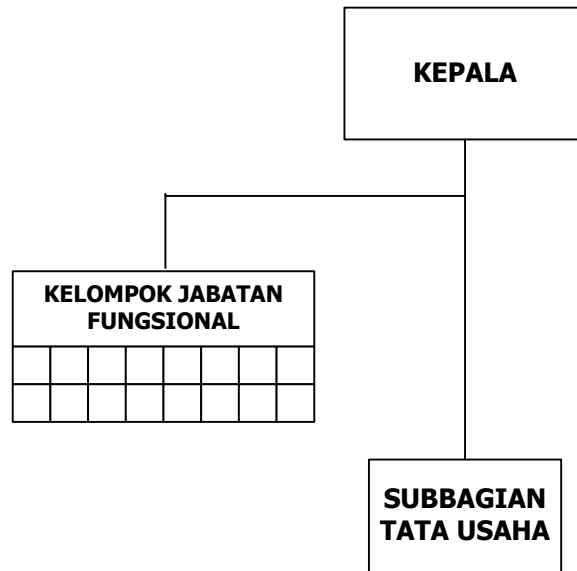 KEPALA
KELOMPOK JABATAN
FUNGSIONAL
SUBBAGIAN
TATA USAHA